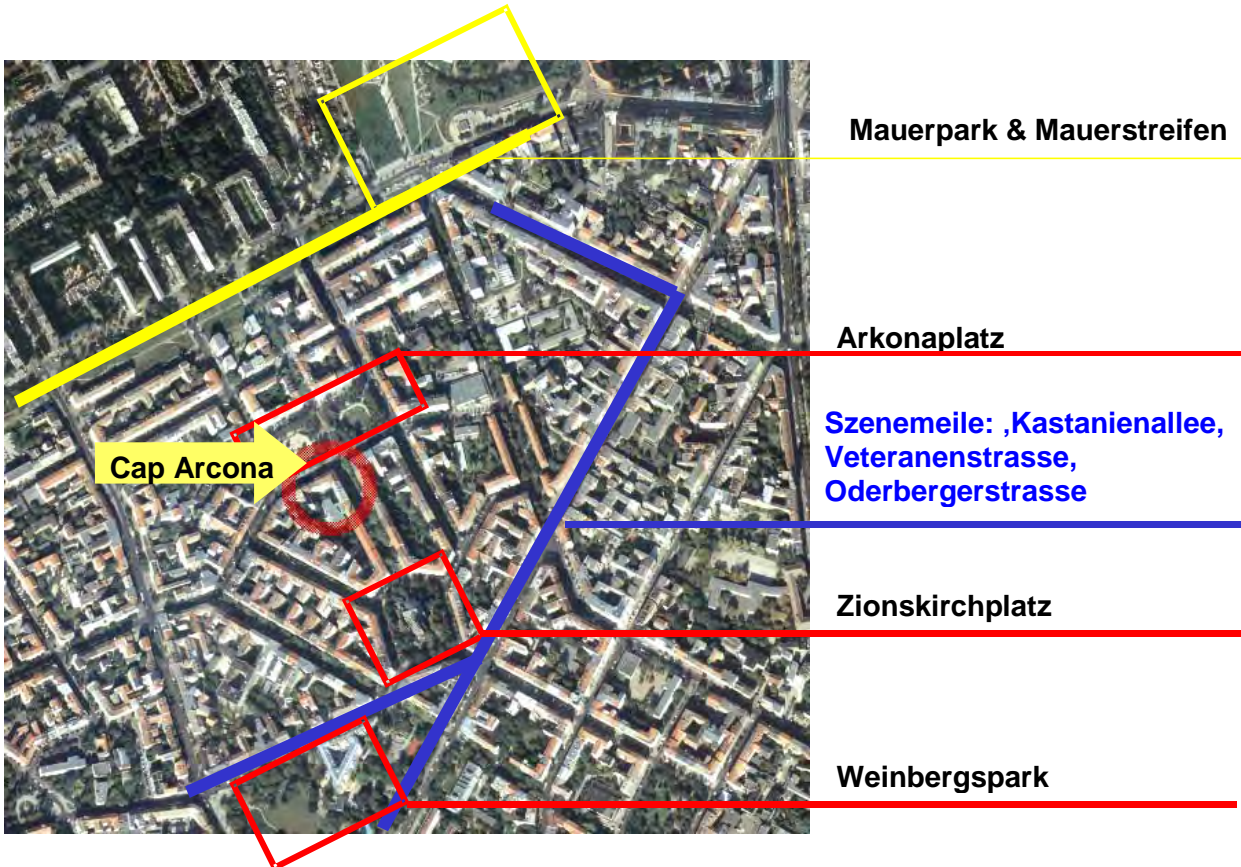 Mauerpark & Mauerstreifen
Arkonaplatz
Szenemeile: ‚Kastanienallee,
Veteranenstrasse,
Oderbergerstrasse
Cap Arcona
Zionskirchplatz
Weinbergspark